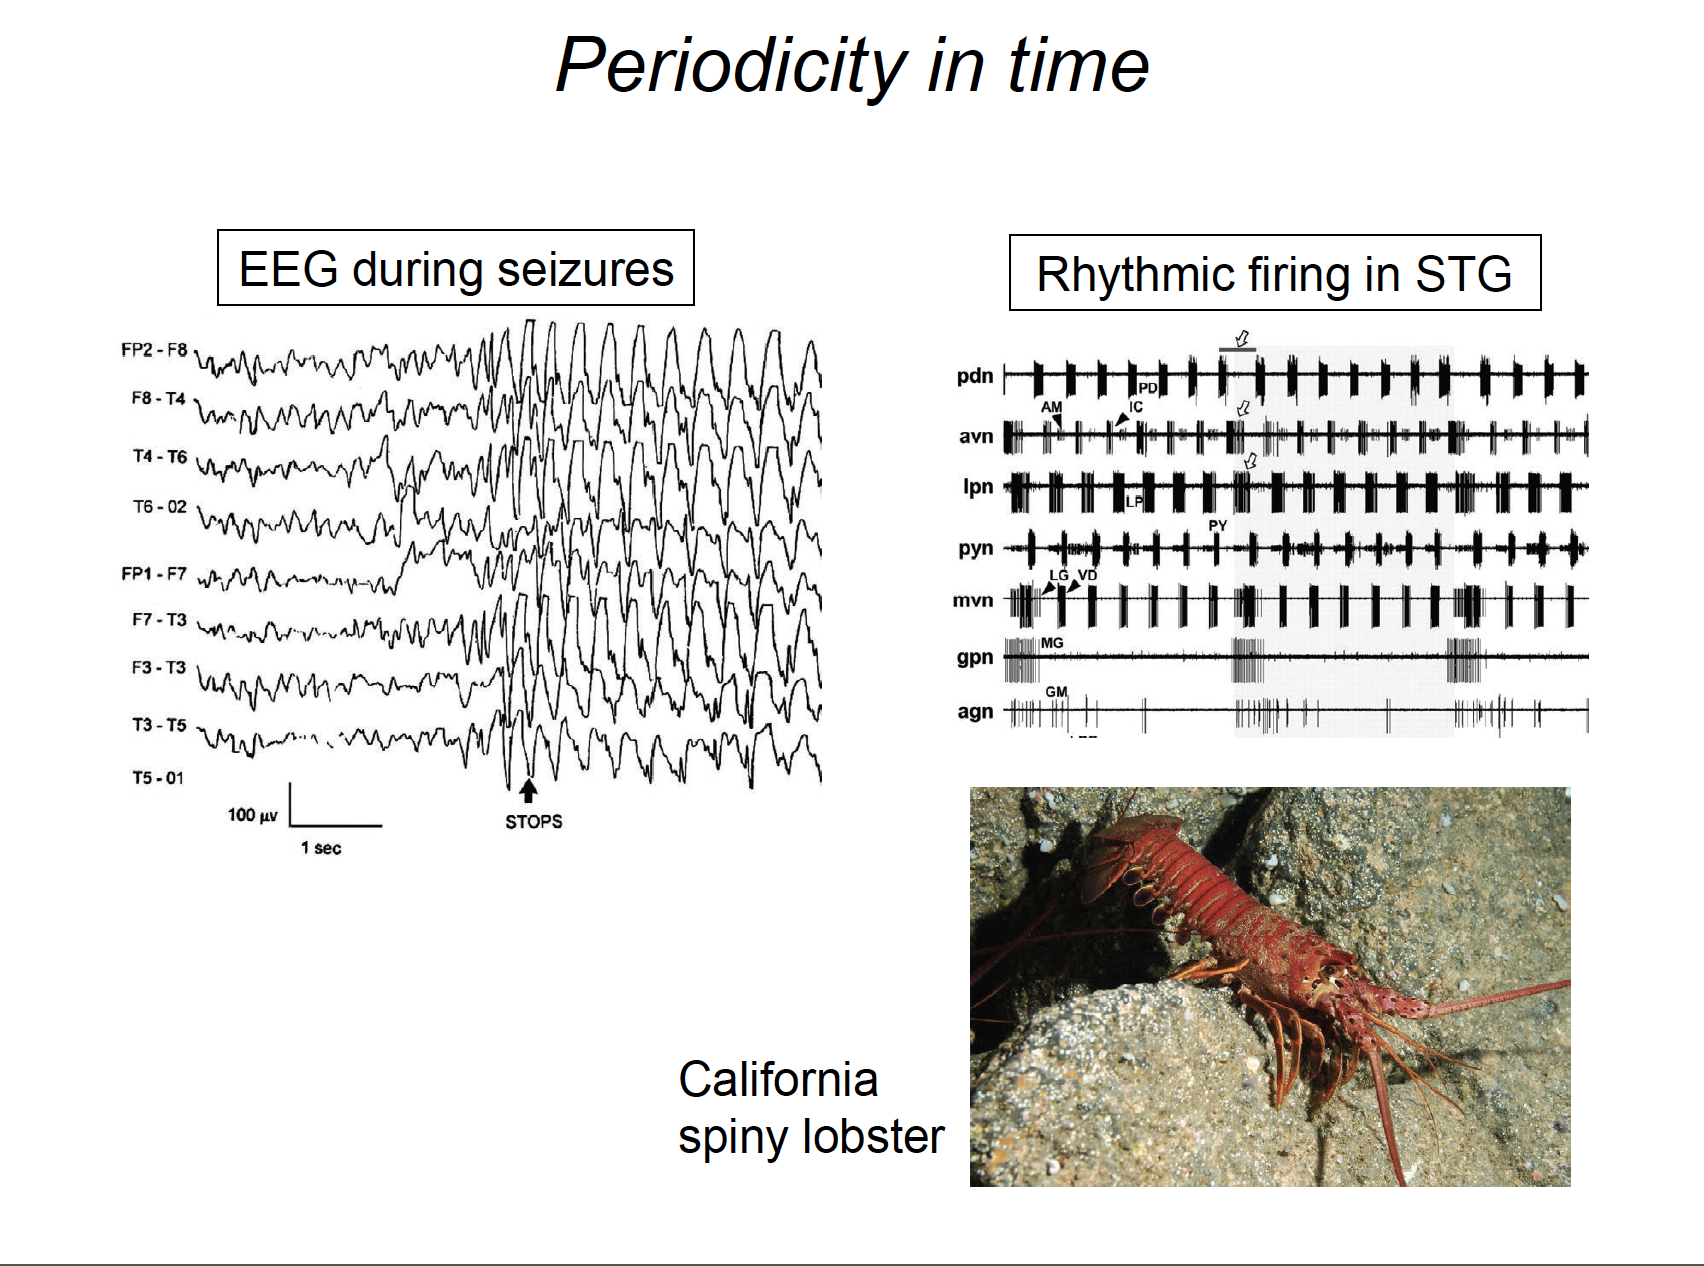 Periodicity in time
EEG during seizures
FP2 - F8
F8 - T4
T4 - T6
T6 - 02
FP1 - F7
F7 - T3
F3 - T3
T3 - T5
T5 - 01
100 µv
1 sec
STOPS
Rhythmic firing in STG
pdn
PD
AM
IC
avn
lpn
LP
PY
pyn
LG VD
mvn
MG
gpn
GM
agn
California
spiny lobster